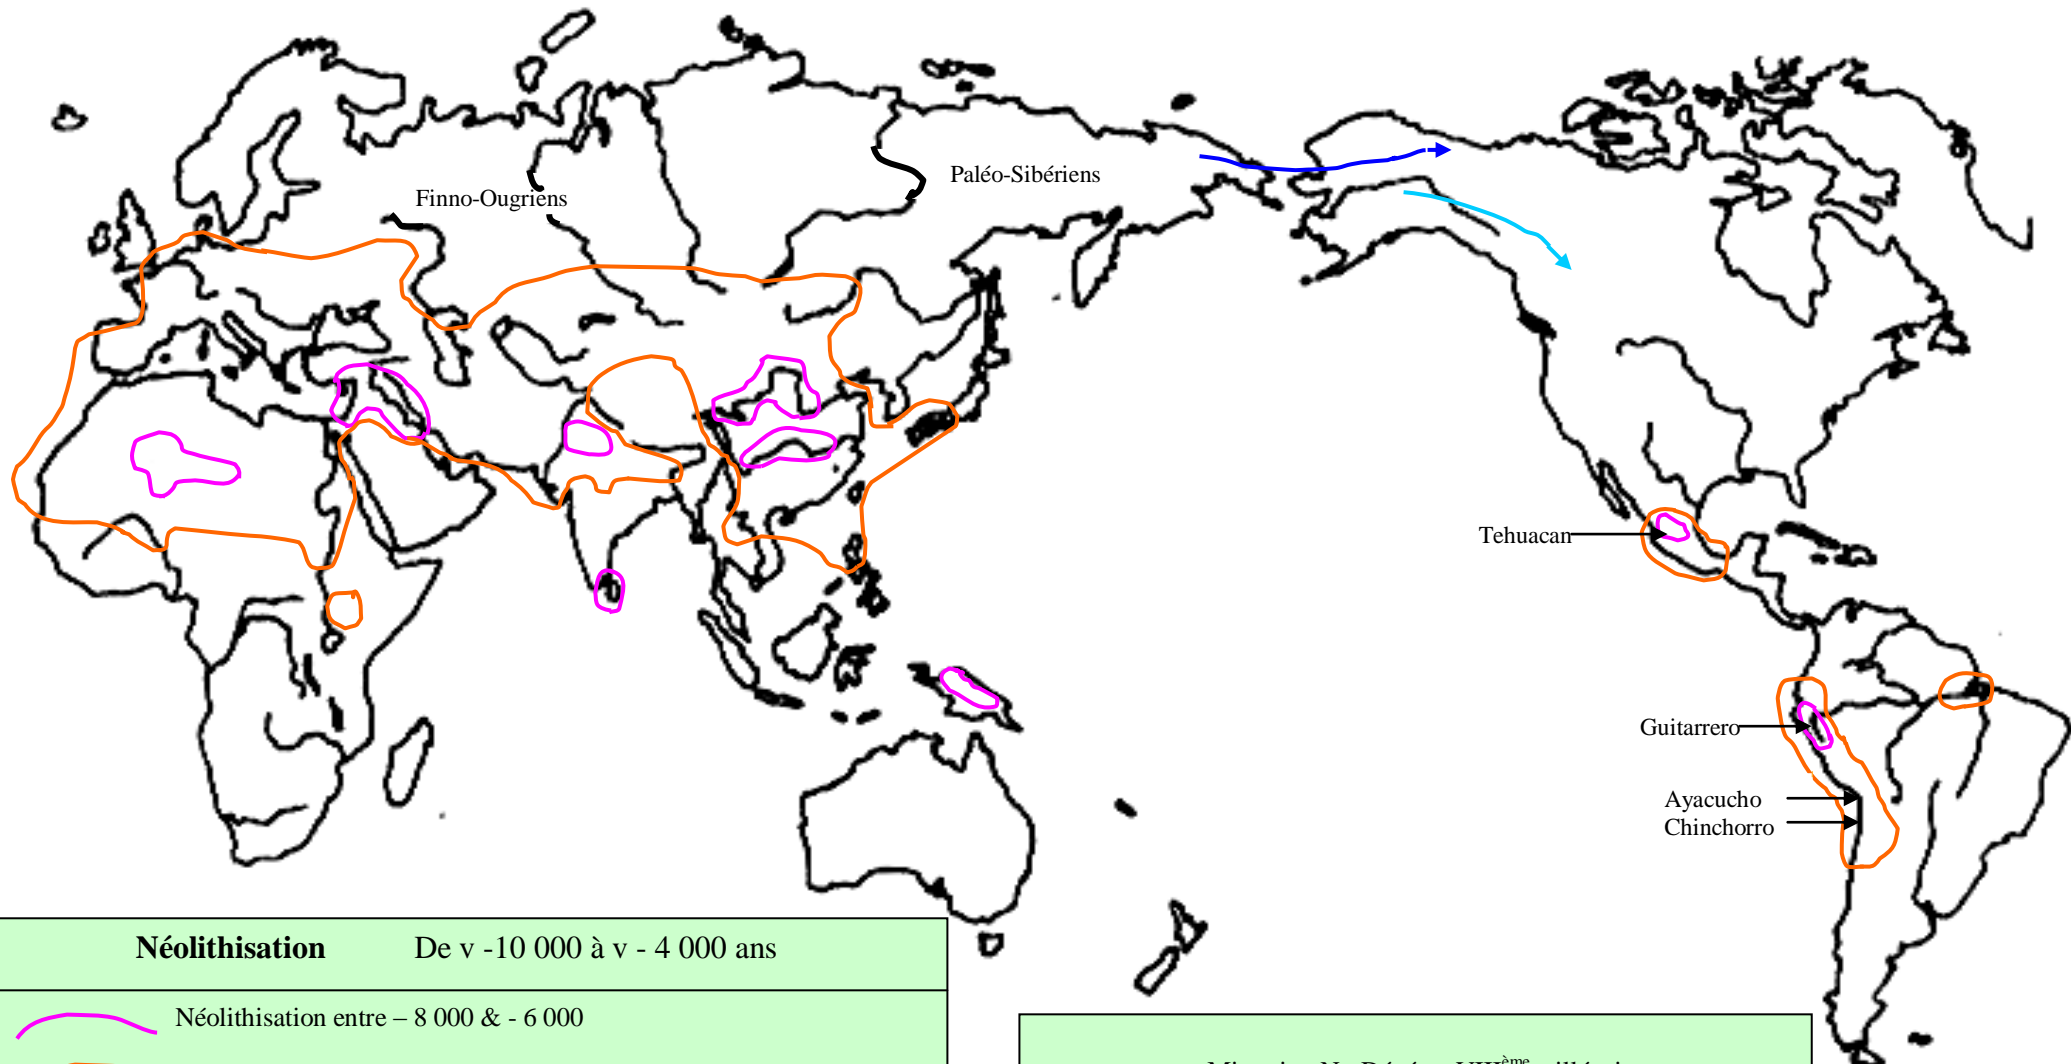 Finno-Ougriens
Paléo-Sibériens
Tehuacan
Guitarrero
Ayacucho
Chinchorro
Néolithisation De v -10 000 à v - 4 000 ans
Néolithisation entre – 8 000 & - 6 000